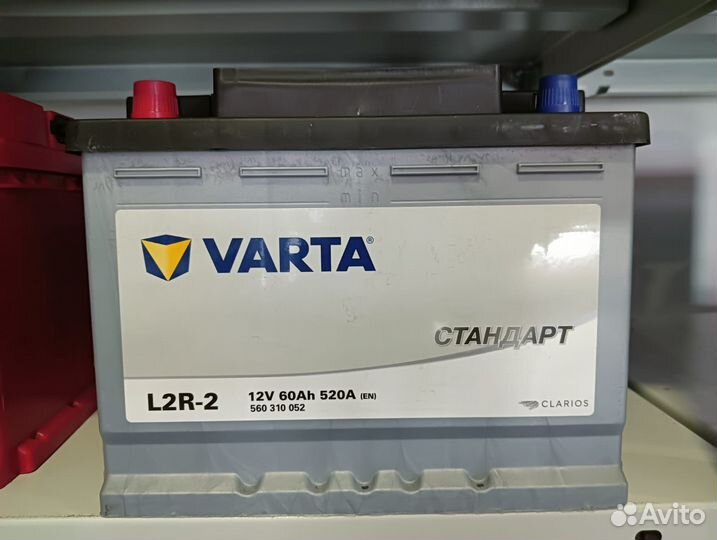 max
min
VARTA®
СТАНДАРТ
L2R-2
12V 60Ah 520A (EN)
560 310 052
CLARIOS
Avito